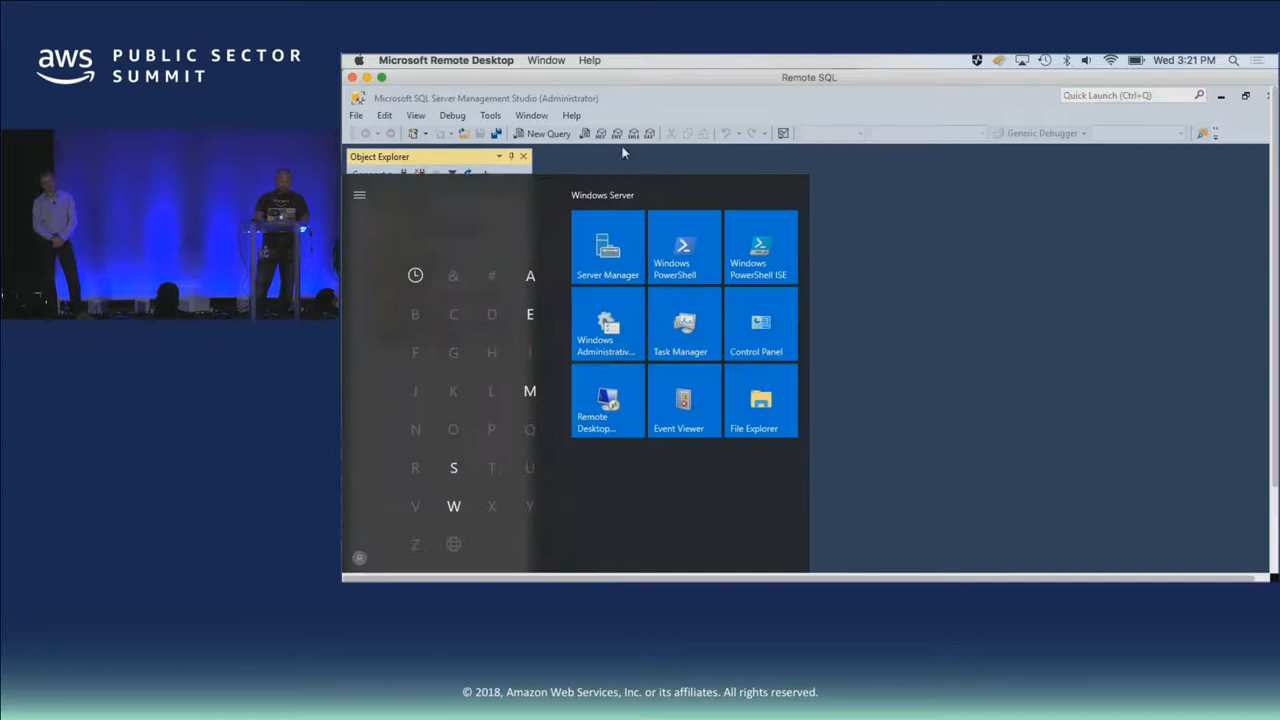 aws
PUBLIC SECTOR
SUMMIT
Microsoft Remote Desktop Window Help
Wed 3:21 PM
Remote SQL
Microsoft SQL Server Management Studio (Administrator)
Quick Launch (Ctrl+Q)
File Edit View Debug Tools Window Help
New Query
Generic Debugger
Object Explorer
Windows Server
Server Manager
Windows
PowerShell
Windows
PowerShell ISE
& # A
B C D E
F G H I
J K L M
N O P Q
R S T U
V W X Y
Z
Windows
Administrativ...
Task Manager
Control Panel
Remote
Desktop...
Event Viewer
File Explorer
R
© 2018, Amazon Web Services, Inc. or its affiliates. All rights reserved.